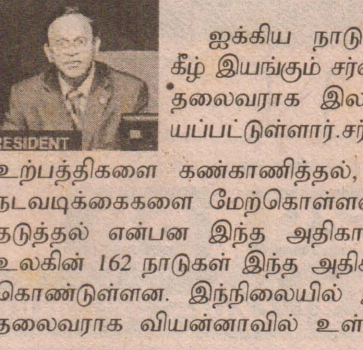 RESIDENT
ஐக்கிய நாடு
கீழ் இயங்கும் சர்
தலைவராக இல
யப்பட்டுள்ளார்.சர்
உற்பத்திகளை கண்காணித்தல்,
நடவடிக்கைகளை மேற்கொள்ள
தடுத்தல் என்பன இந்த அதிகா
உலகின் 162 நாடுகள் இந்த அதி
கொண்டுள்ளன. இந்நிலையில்
தலைவராக வியன்னாவில் உள்